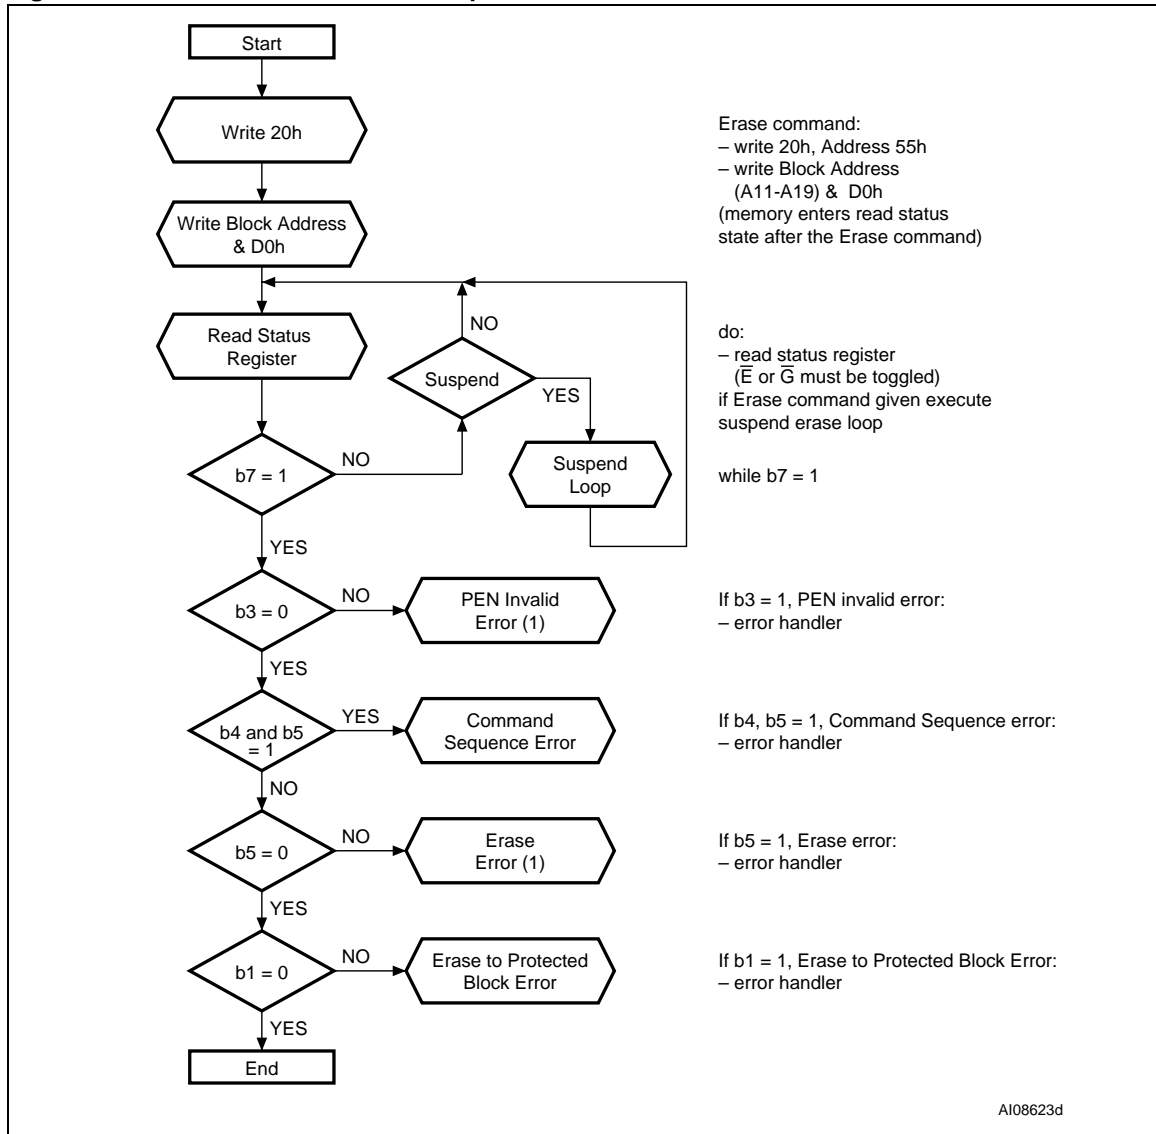 Start
Write 20h
Erase command:
– write 20h, Address 55h
– write Block Address
(A11-A19) & D0h
(memory enters read status
state after the Erase command)
Write Block Address
& D0h
Read Status
Register
NO
Suspend
YES
do:
– read status register
(E̅ or G̅ must be toggled)
if Erase command given execute
suspend erase loop
while b7 = 1
b7 = 1
NO
Suspend
Loop
YES
b3 = 0
NO
PEN Invalid
Error (1)
If b3 = 1, PEN invalid error:
– error handler
YES
b4 and b5
= 1
YES
Command
Sequence Error
If b4, b5 = 1, Command Sequence error:
– error handler
NO
b5 = 0
NO
Erase
Error (1)
If b5 = 1, Erase error:
– error handler
YES
b1 = 0
NO
Erase to Protected
Block Error
If b1 = 1, Erase to Protected Block Error:
– error handler
YES
End
AI08623d